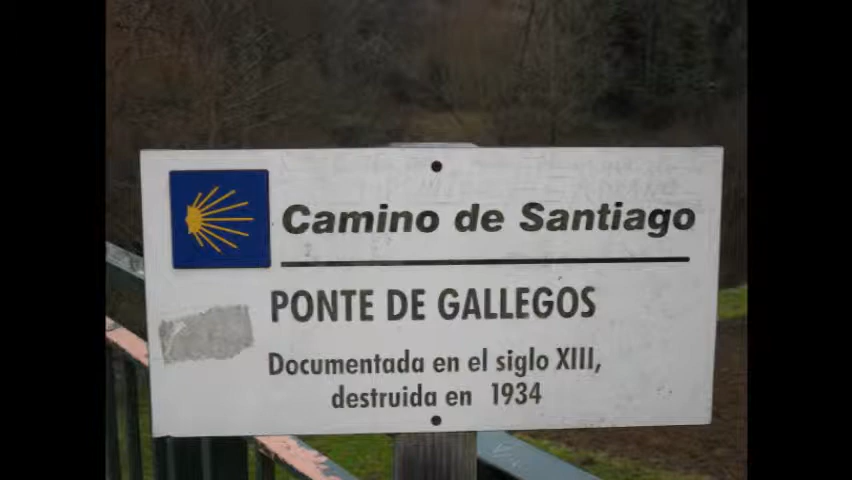 Camino de Santiago
PONTE DE GALLEGOS
Documentada en el siglo XIII,
destruida en 1934